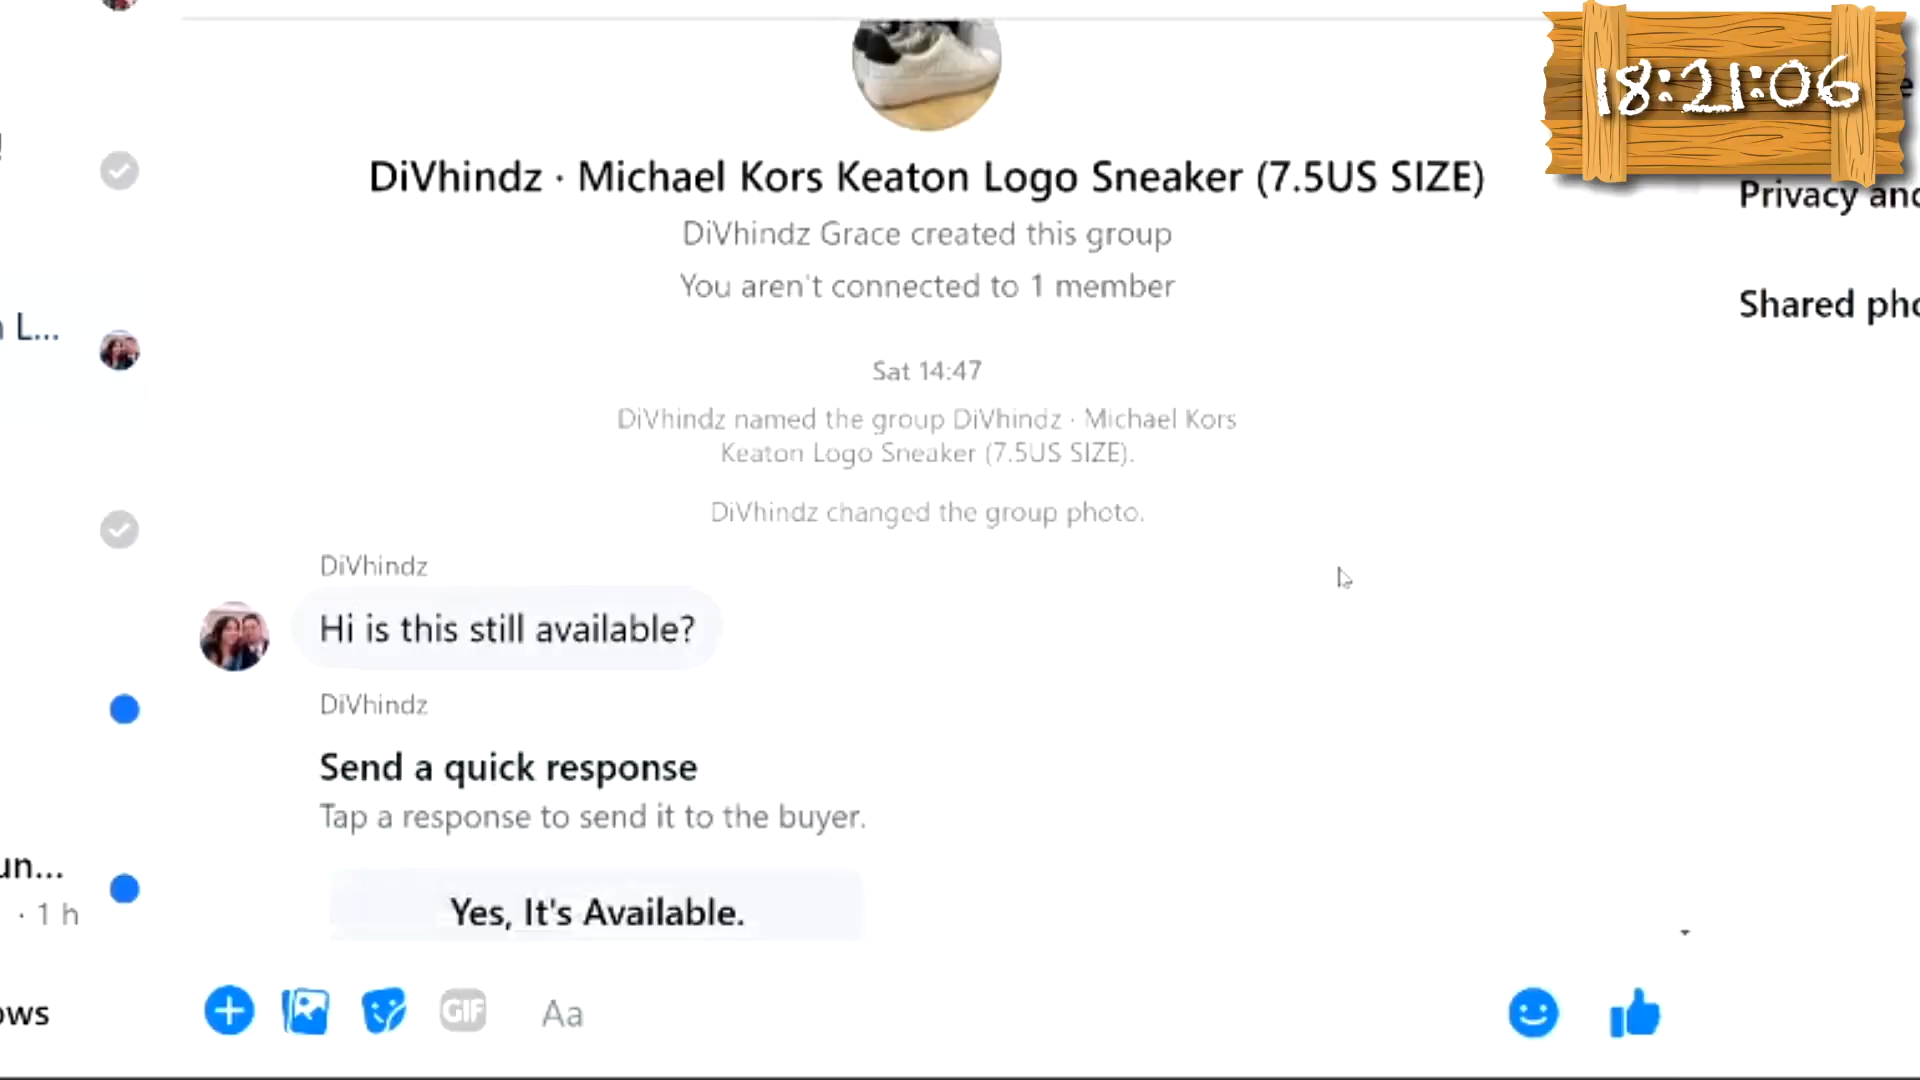 18:21:06
DiVhindz · Michael Kors Keaton Logo Sneaker (7.5US SIZE)
DiVhindz Grace created this group
You aren't connected to 1 member
Privacy and
Shared pho
L...
Sat 14:47
DiVhindz named the group DiVhindz · Michael Kors
Keaton Logo Sneaker (7.5US SIZE).
DiVhindz changed the group photo.
DiVhindz
Hi is this still available?
DiVhindz
Send a quick response
Tap a response to send it to the buyer.
un...
· 1 h
Yes, It's Available.
ows
GIF
Aa